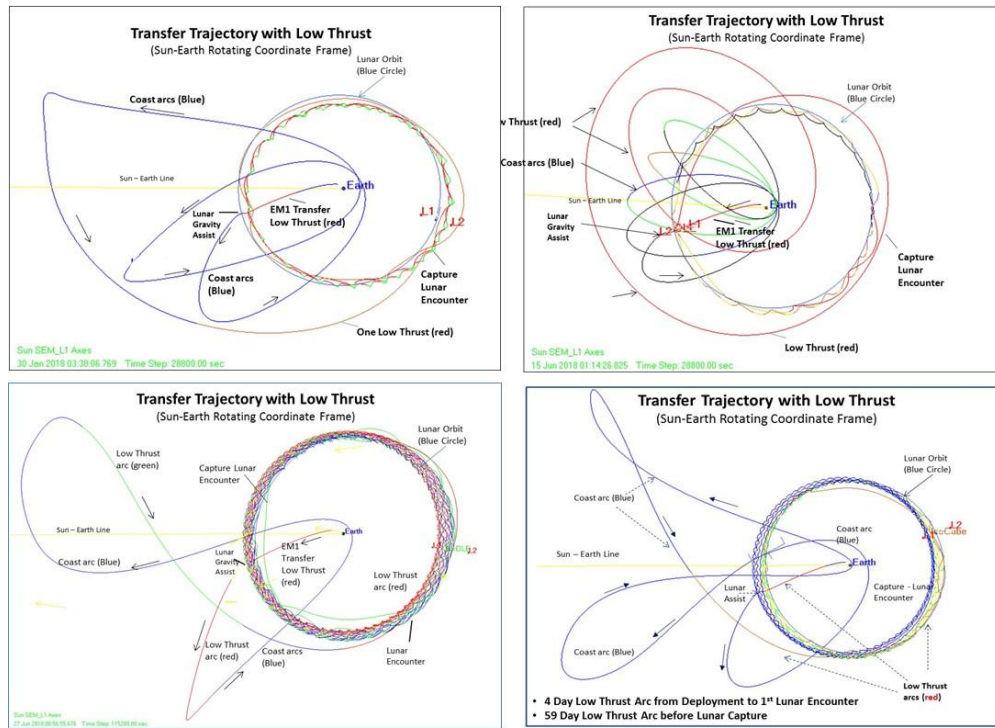 Transfer Trajectory with Low Thrust
(Sun-Earth Rotating Coordinate Frame)
Lunar Orbit
(Blue Circle)
Coast arcs (Blue)
Sun – Earth Line
Earth
Lunar
Gravity
Assist
EM1 Transfer
Low Thrust (red)
L1
L2
Coast arcs
(Blue)
Capture
Lunar
Encounter
One Low Thrust (red)
Sun SEM_L1 Axes
30 Jan 2018 03:38:06.769 Time Step: 28800.00 sec
Transfer Trajectory with Low Thrust
(Sun-Earth Rotating Coordinate Frame)
Lunar Orbit
(Blue Circle)
w Thrust (red)
Coast arcs (Blue)
Sun – Earth Line
Earth
Lunar
Gravity
Assist
L2
L1
EM1 Transfer
Low Thrust (red)
Capture
Lunar
Encounter
Low Thrust (red)
Sun SEM_L1 Axes
15 Jun 2018 01:14:26.825 Time Step: 28800.00 sec
Transfer Trajectory with Low Thrust
(Sun-Earth Rotating Coordinate Frame)
Lunar Orbit
(Blue Circle)
Low Thrust
arc (green)
Capture Lunar
Encounter
Sun – Earth Line
Earth
Coast arc (Blue)
Lunar
Gravity
Assist
EM1
Transfer
Low Thrust
(red)
Low Thrust
arc (red)
L2
Low Thrust
arc (red)
Coast arcs
(Blue)
Lunar
Encounter
Sun SEM_L1 Axes
Transfer Trajectory with Low Thrust
(Sun-Earth Rotating Coordinate Frame)
Lunar Orbit
(Blue Circle)
Coast arc (Blue)
Coast arc
(Blue)
L2
Sun – Earth Line
Earth
Lunar
Assist
Capture - Lunar
Encounter
Coast arc (Blue)
Low Thrust
arcs (red)
• 4 Day Low Thrust Arc from Deployment to 1st Lunar Encounter
• 59 Day Low Thrust Arc before Lunar Capture